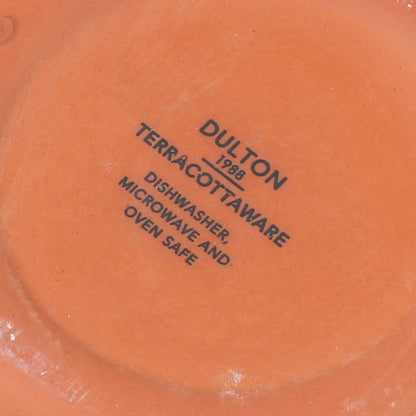 DULTON
1988
TERRACOTTAWARE
DISHWASHER,
MICROWAVE AND
OVEN SAFE